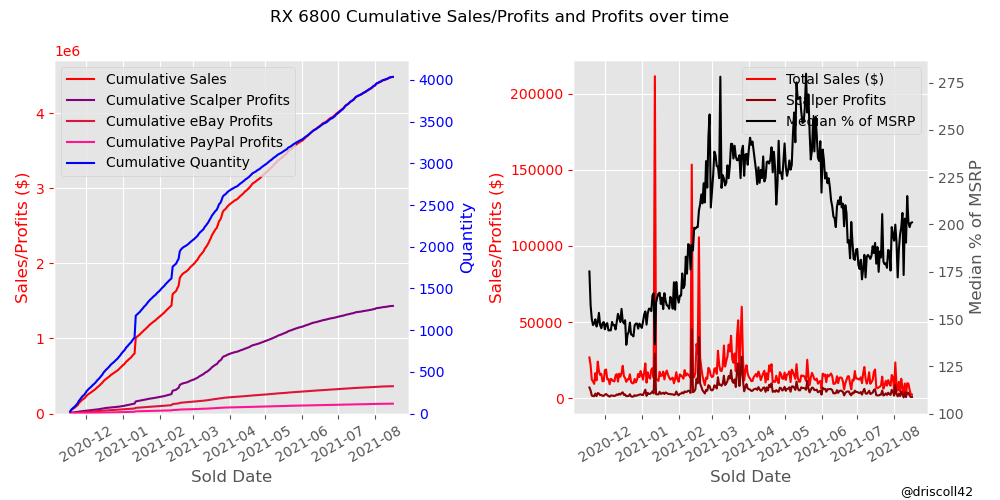 RX 6800 Cumulative Sales/Profits and Profits over time
1e6
Cumulative Sales
Cumulative Scalper Profits
Cumulative eBay Profits
Cumulative PayPal Profits
Cumulative Quantity
4
3
2
1
0
Sales/Profits ($)
4000
3500
3000
2500
2000
1500
1000
500
0
Quantity
2020-12
2021-01
2021-02
2021-03
2021-04
2021-05
2021-06
2021-07
2021-08
Sold Date
Total Sales ($)
Scalper Profits
Median % of MSRP
200000
150000
100000
50000
0
Sales/Profits ($)
275
250
225
200
175
150
125
100
Median % of MSRP
2020-12
2021-01
2021-02
2021-03
2021-04
2021-05
2021-06
2021-07
2021-08
Sold Date
@driscoll42